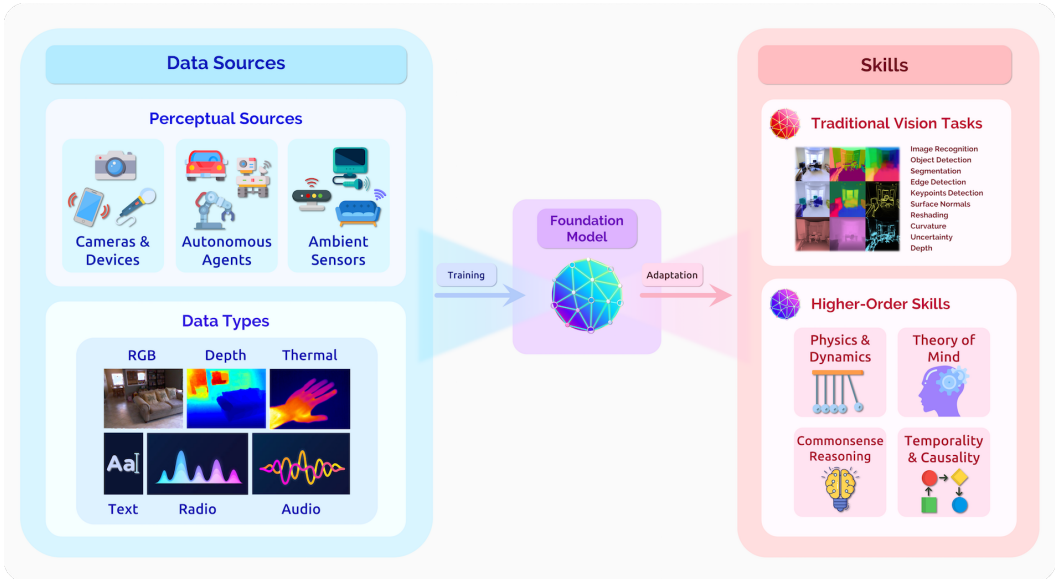 Data Sources
Perceptual Sources
Cameras &
Devices
Autonomous
Agents
Ambient
Sensors
Data Types
RGB
Depth
Thermal
Aa
Text
Radio
Audio
Training
Foundation
Model
Adaptation
Skills
Traditional Vision Tasks
Image Recognition
Object Detection
Segmentation
Edge Detection
Keypoints Detection
Surface Normals
Reshading
Curvature
Uncertainty
Depth
Higher-Order Skills
Physics &
Dynamics
Theory of
Mind
Commonsense
Reasoning
Temporality
& Causality